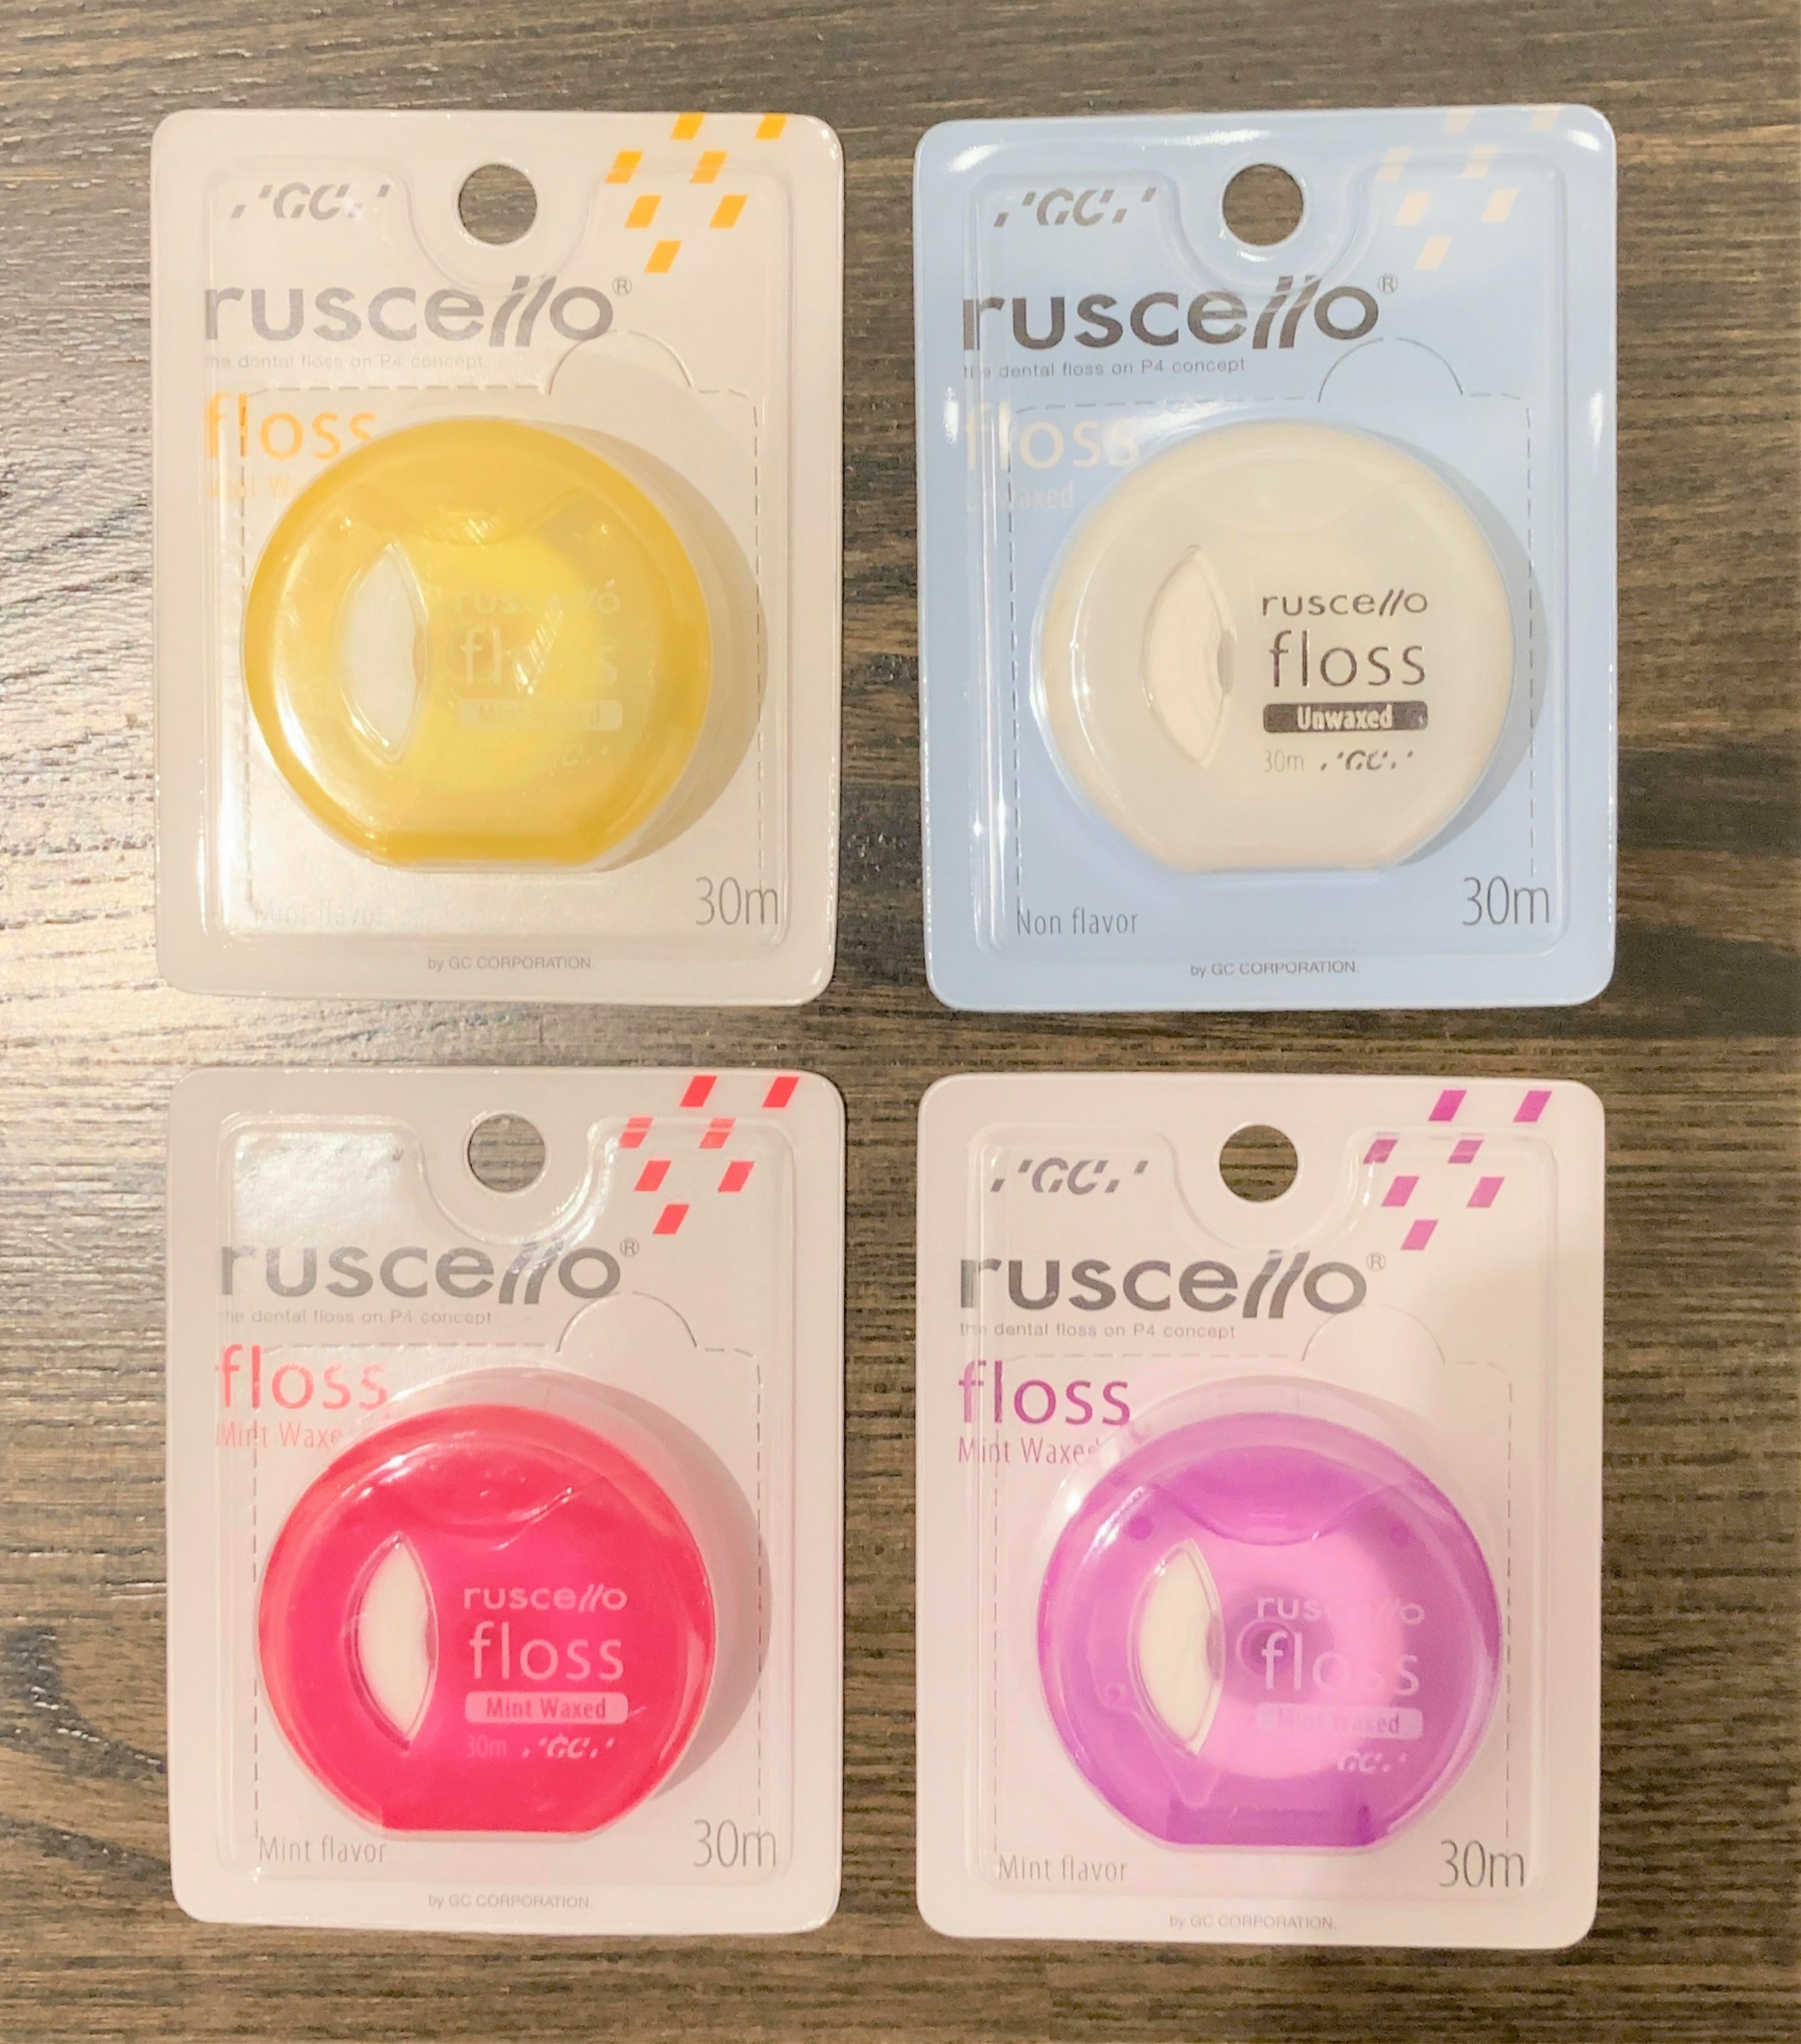 GC
ruscello®
the dental floss on P4 concept
floss
Mint
ruscello
floss
30m
Mint flavor
by GC CORPORATION.
GC
ruscello®
the dental floss on P4 concept
floss
Unwaxed
ruscello
floss
Unwaxed
30m GC
30m
Non flavor
by GC CORPORATION.
ruscello®
the dental floss on P4 concept
floss
Mint
ruscello
floss
Mint Waxed
30m GC
30m
Mint flavor
by GC CORPORATION.
GC
ruscello®
the dental floss on P4 concept
floss
Mint Waxed
ruscello
floss
Mint Waxed
GC
30m
Mint flavor
by GC CORPORATION.